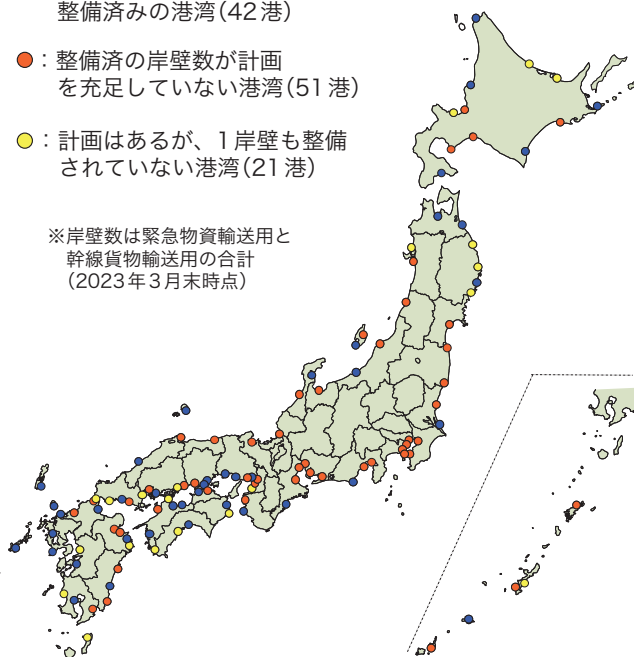 整備済みの港湾(42港)
：整備済の岸壁数が計画
を充足していない港湾(51港)
：計画はあるが、1岸壁も整備
されていない港湾(21港)
※岸壁数は緊急物資輸送用と
幹線貨物輸送用の合計
(2023年3月末時点)